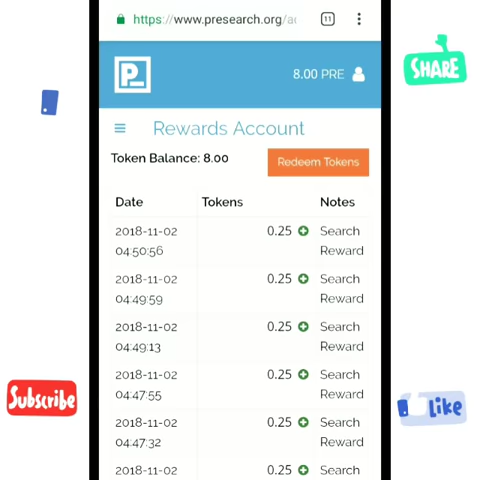 https://www.presearch.org/ac
11
SHARE
P_
8.00 PRE
Rewards Account
Token Balance: 8.00
Redeem Tokens
Date Tokens Notes
2018-11-02 0.25 Search
04:50:56 Reward
2018-11-02 0.25 Search
04:49:59 Reward
2018-11-02 0.25 Search
04:49:13 Reward
2018-11-02 0.25 Search
04:47:55 Reward
Subscribe
like
2018-11-02 0.25 Search
04:47:32 Reward
2018-11-02 0.25 Search